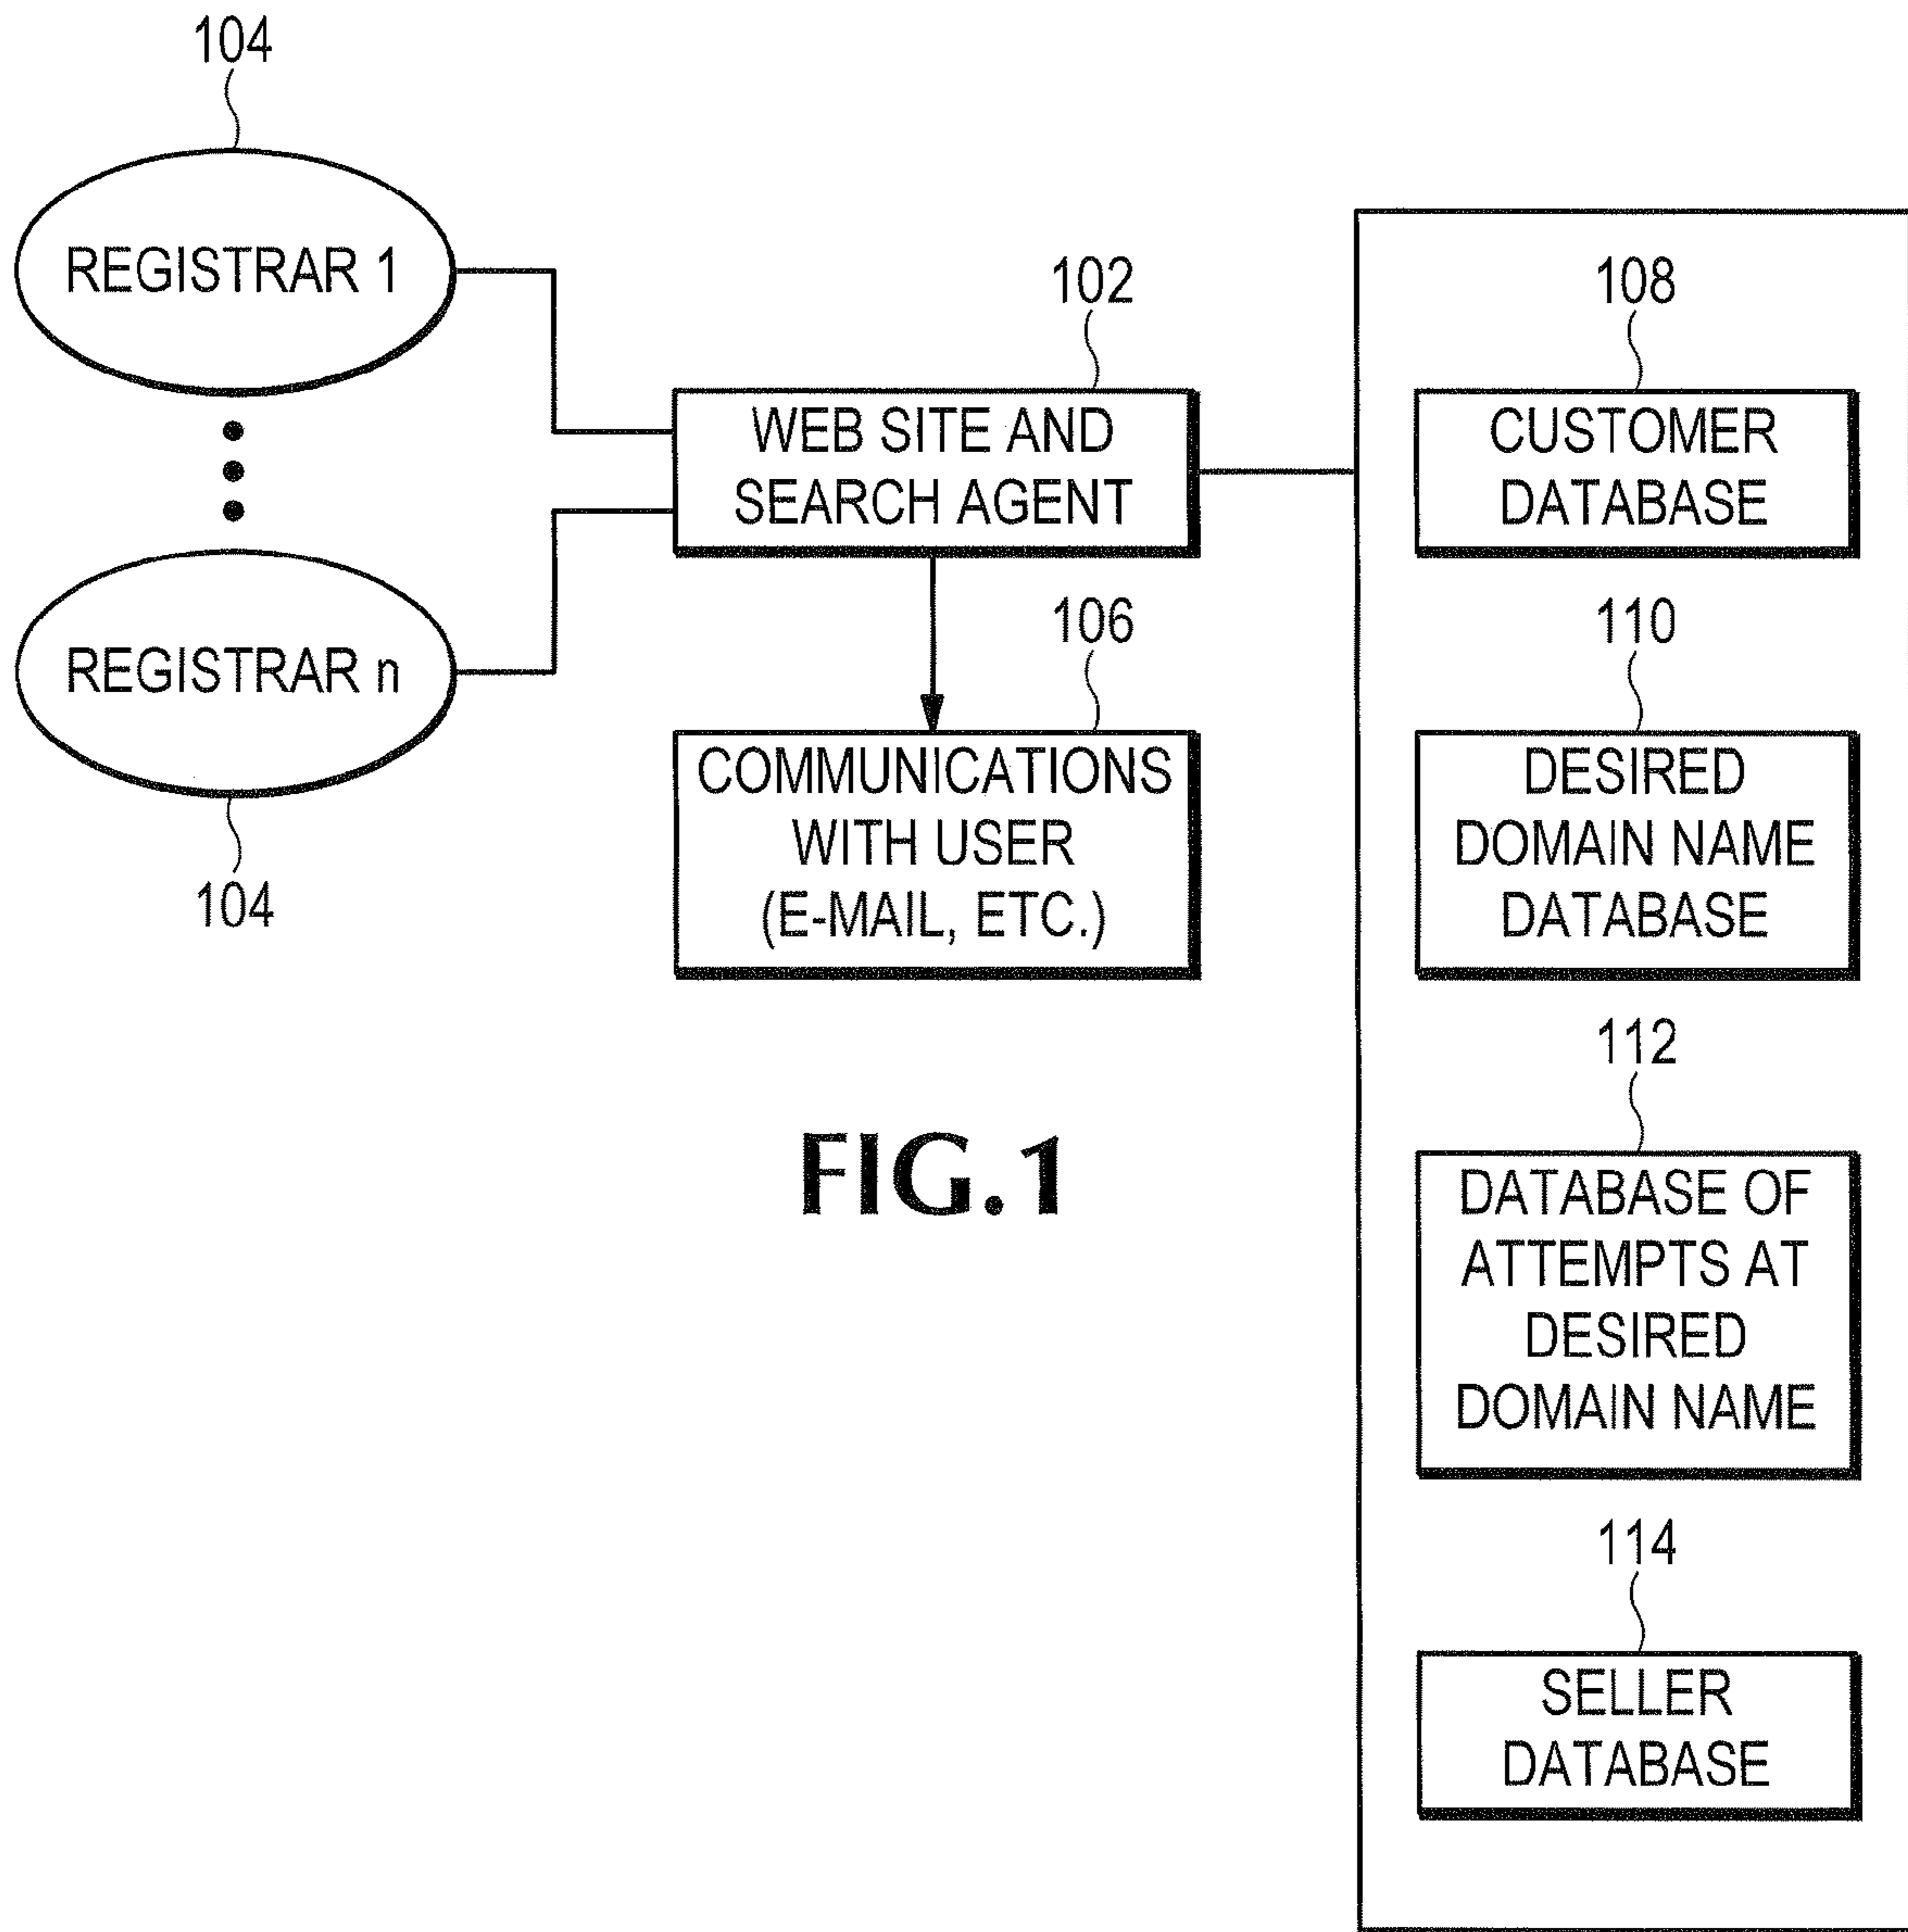 104
REGISTRAR 1
REGISTRAR n
104
102
WEB SITE AND
SEARCH AGENT
106
COMMUNICATIONS
WITH USER
(E-MAIL, ETC.)
108
CUSTOMER
DATABASE
110
DESIRED
DOMAIN NAME
DATABASE
112
DATABASE OF
ATTEMPTS AT
DESIRED
DOMAIN NAME
114
SELLER
DATABASE
FIG.1